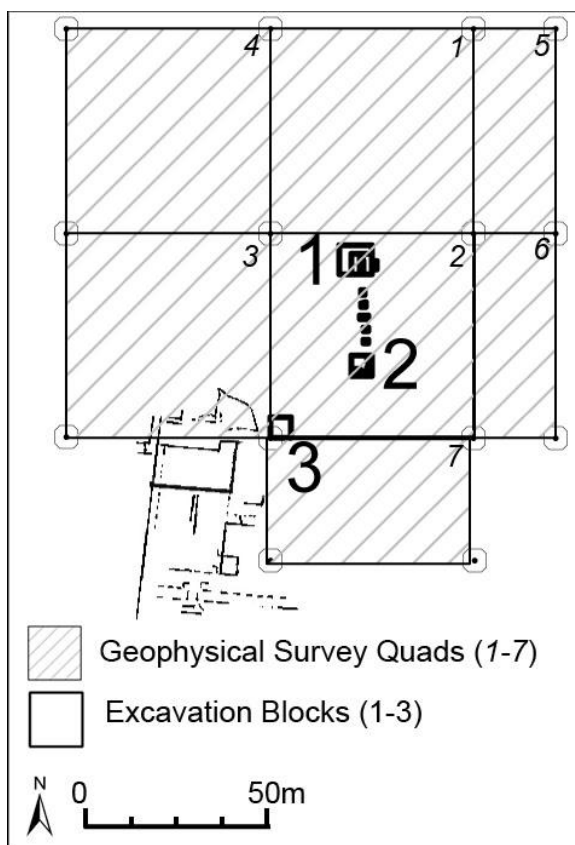 4 1 5
3 2 6
1
2
3 7
Geophysical Survey Quads (1-7)
Excavation Blocks (1-3)
N
0 50m